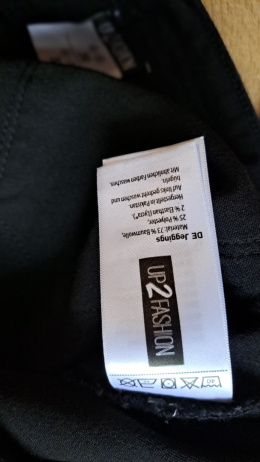 UP2FASHION
DE Jeggings
Material: 73 % Baumwolle,
25 % Polyester,
2 % Elasthan (Lycra®).
Hergestellt in Pakistan.
Auf links gedreht waschen und
bügeln.
Mit ähnlichen Farben waschen.